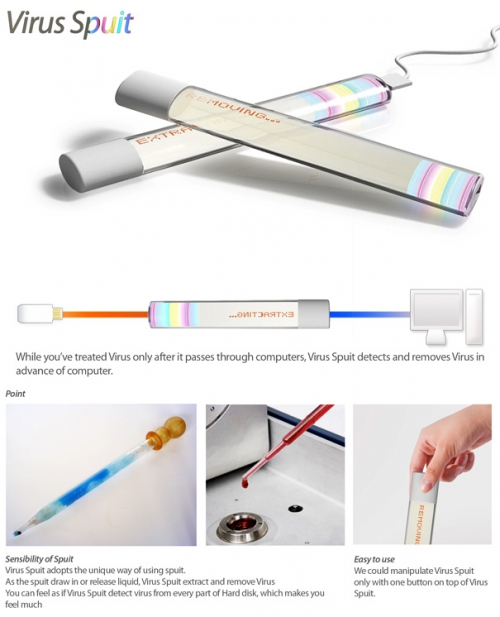 Virus Spuit
REMOVING...
EXTRA
EXTRACTING...
While you've treated Virus only after it passes through computers, Virus Spuit detects and removes Virus in
advance of computer.
Point
Sensibility of Spuit
Virus Spuit adopts the unique way of using spuit.
As the spuit draw in or release liquid, Virus Spuit extract and remove Virus
You can feel as if Virus Spuit detect virus from every part of Hard disk, which makes you
feel much
REMOVING
Easy to use
We could manipulate Virus Spuit
only with one button on top of Virus
Spuit.